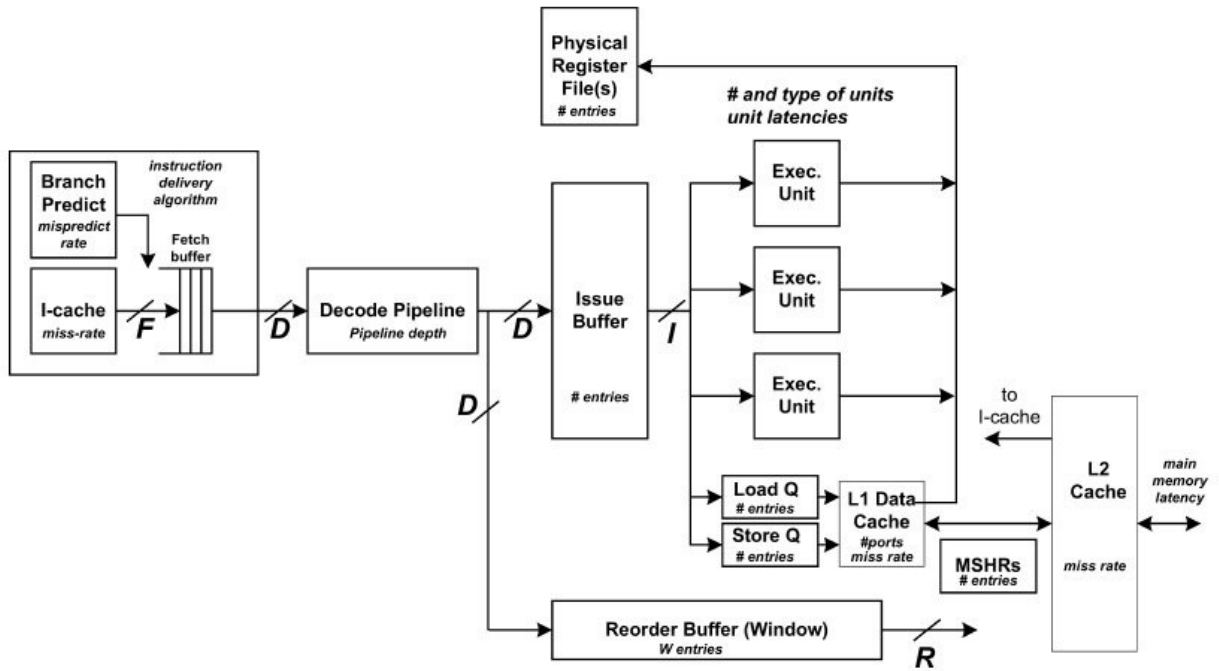 Physical
Register
File(s)
# entries
# and type of units
unit latencies
Branch
Predict
mispredict
rate
instruction
delivery
algorithm
Fetch
buffer
I-cache
miss-rate
F
D
Decode Pipeline
Pipeline depth
D
D
Issue
Buffer
# entries
I
Exec.
Unit
Exec.
Unit
Exec.
Unit
Load Q
# entries
Store Q
# entries
L1 Data
Cache
#ports
miss rate
to
I-cache
L2
Cache
miss rate
main
memory
latency
MSHRs
# entries
Reorder Buffer (Window)
W entries
R